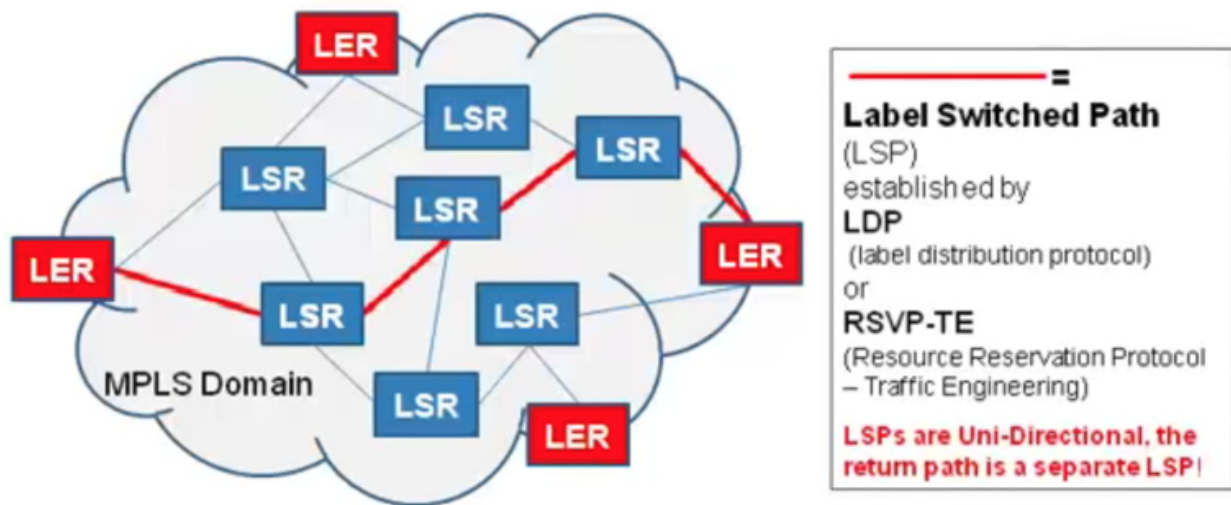 LER
LSR
LSR
LSR
LSR
LER
LER
LSR
LSR
MPLS Domain
LSR
LER
=
Label Switched Path
(LSP)
established by
LDP
(label distribution protocol)
or
RSVP-TE
(Resource Reservation Protocol
– Traffic Engineering)
LSPs are Uni-Directional, the
return path is a separate LSP!